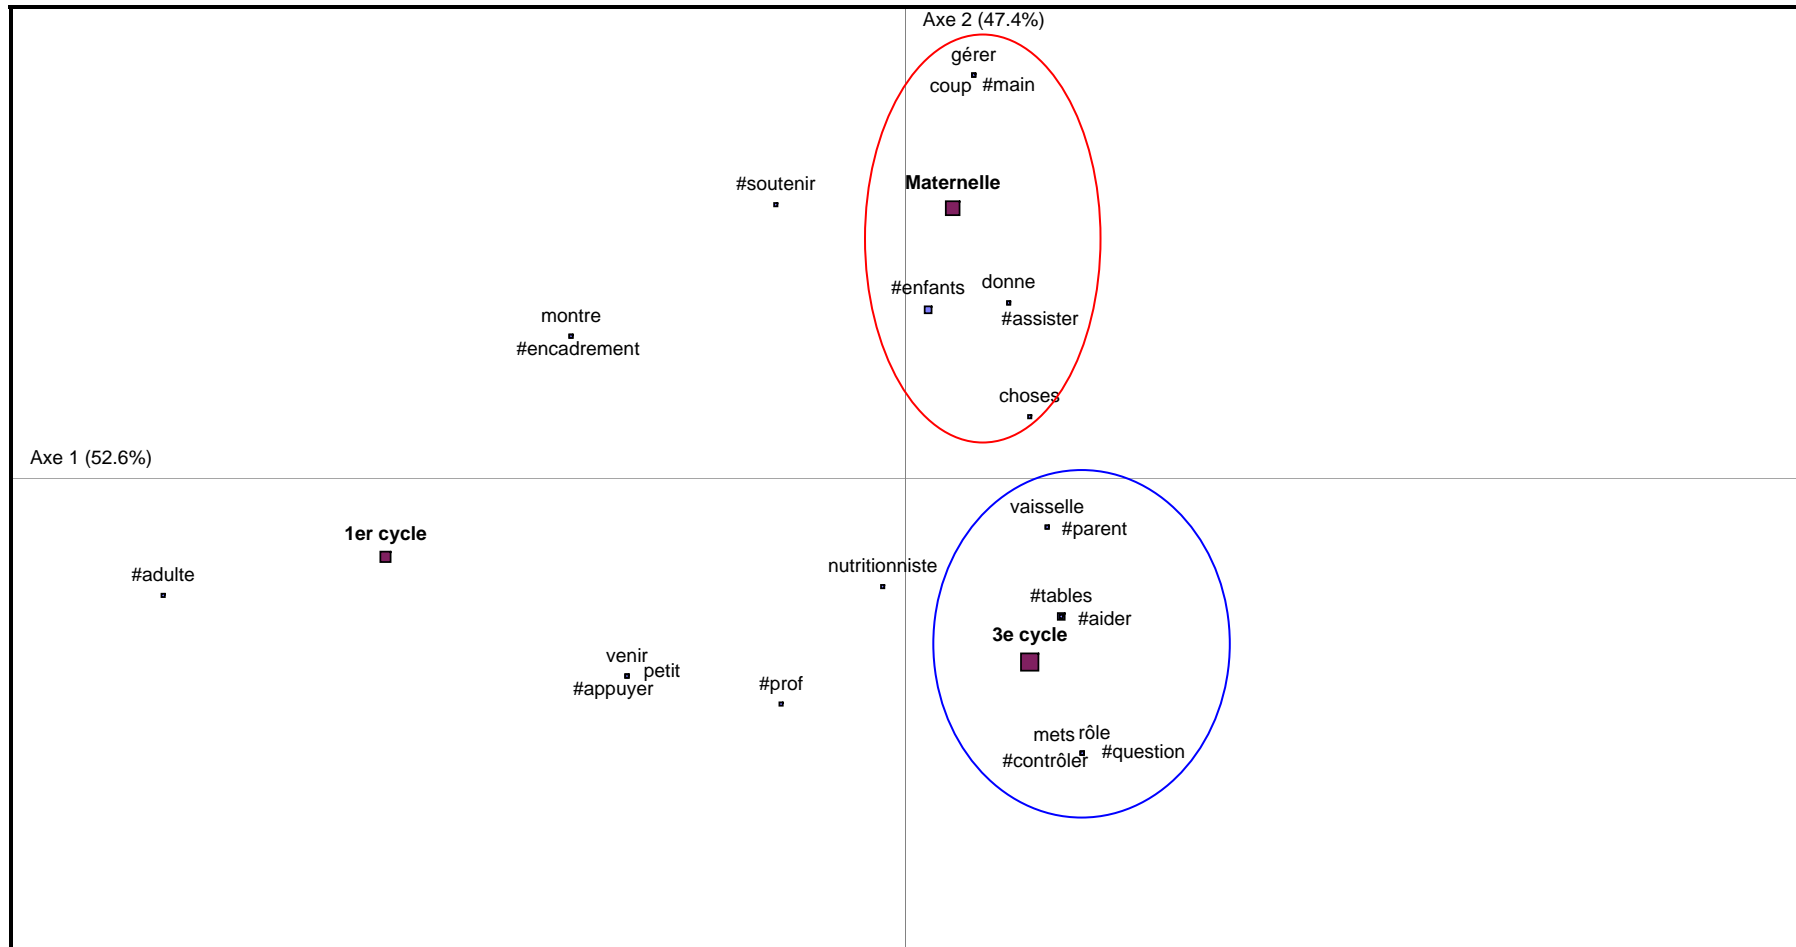 Axe 2 (47.4%)
gérer
coup #main
#soutenir
Maternelle
#enfants
donne
#assister
montre
#encadrement
choses
Axe 1 (52.6%)
vaisselle
#parent
1er cycle
#adulte
nutritionniste
#tables
#aider
3e cycle
venir
petit
#appuyer
#prof
mets rôle
#contrôler #question